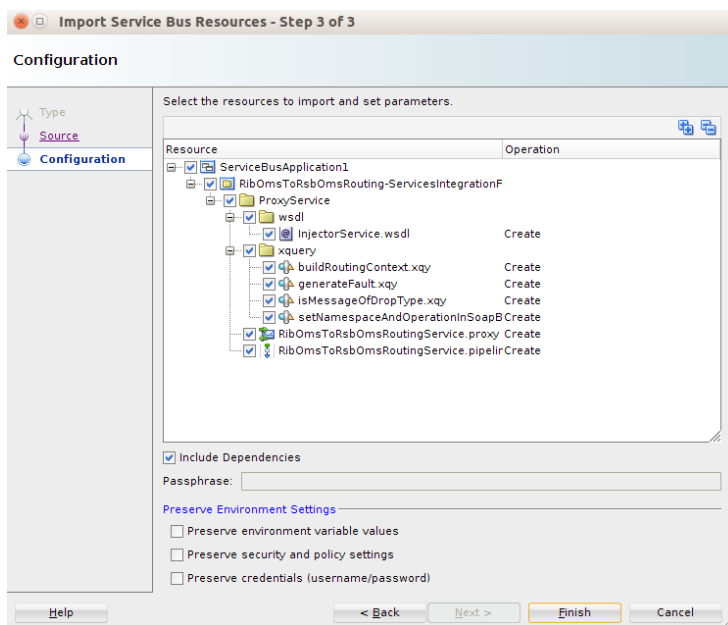 Import Service Bus Resources - Step 3 of 3
Configuration
Type
Source
Configuration
Select the resources to import and set parameters.
Resource Operation
ServiceBusApplication1
RibOmsToRsbOmsRouting-ServicesIntegrationF
ProxyService
wsdl
InjectorService.wsdl Create
xquery
buildRoutingContext.xqy Create
generateFault.xqy Create
isMessageOfDropType.xqy Create
setNamespaceAndOperationInSoapB Create
RibOmsToRsbOmsRoutingService.proxy Create
RibOmsToRsbOmsRoutingService.pipelin Create
Include Dependencies
Passphrase:
Preserve Environment Settings
Preserve environment variable values
Preserve security and policy settings
Preserve credentials (username/password)
Help < Back Next > Finish Cancel